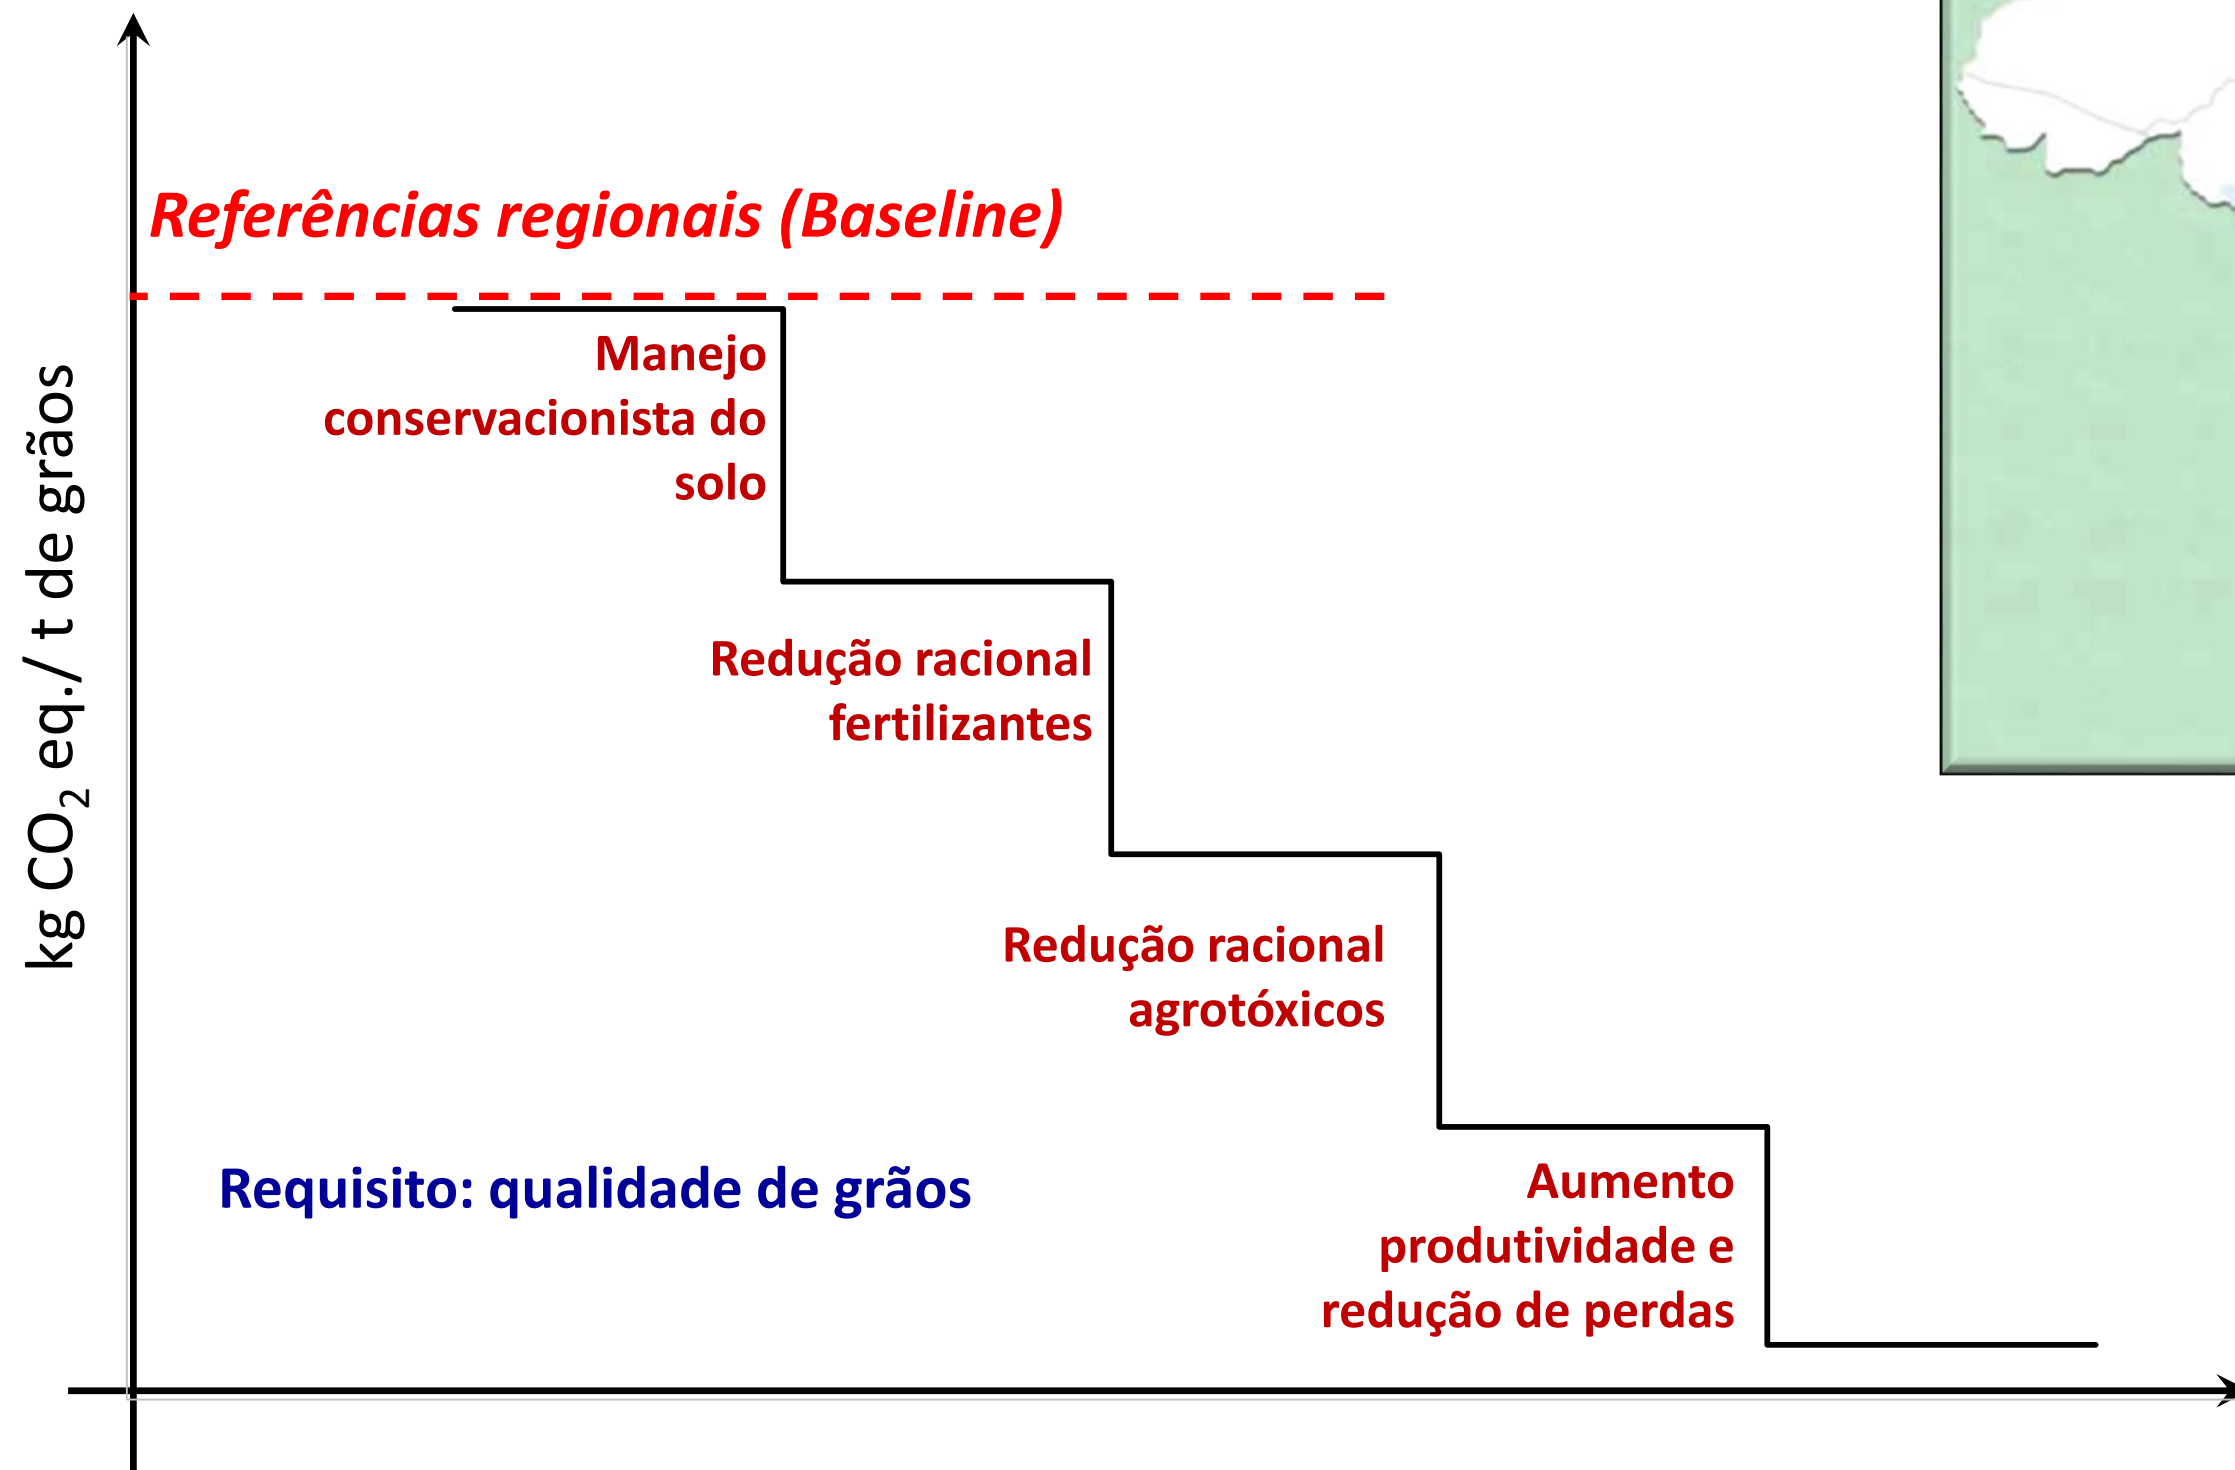 Referências regionais (Baseline)
kg CO₂ eq./ t de grãos
Manejo
conservacionista do
solo
Redução racional
fertilizantes
Redução racional
agrotóxicos
Requisito: qualidade de grãos
Aumento
produtividade e
redução de perdas